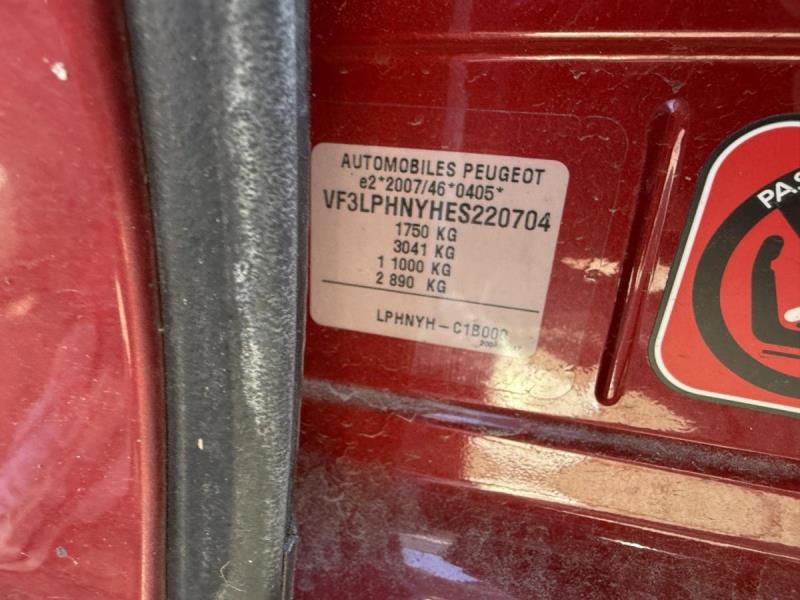 AUTOMOBILES PEUGEOT
e2*2007/46*0405*
VF3LPHNYHES220704
1750 KG
3041 KG
1 1000 KG
2 890 KG
LPHNYH-C1B000
PAS